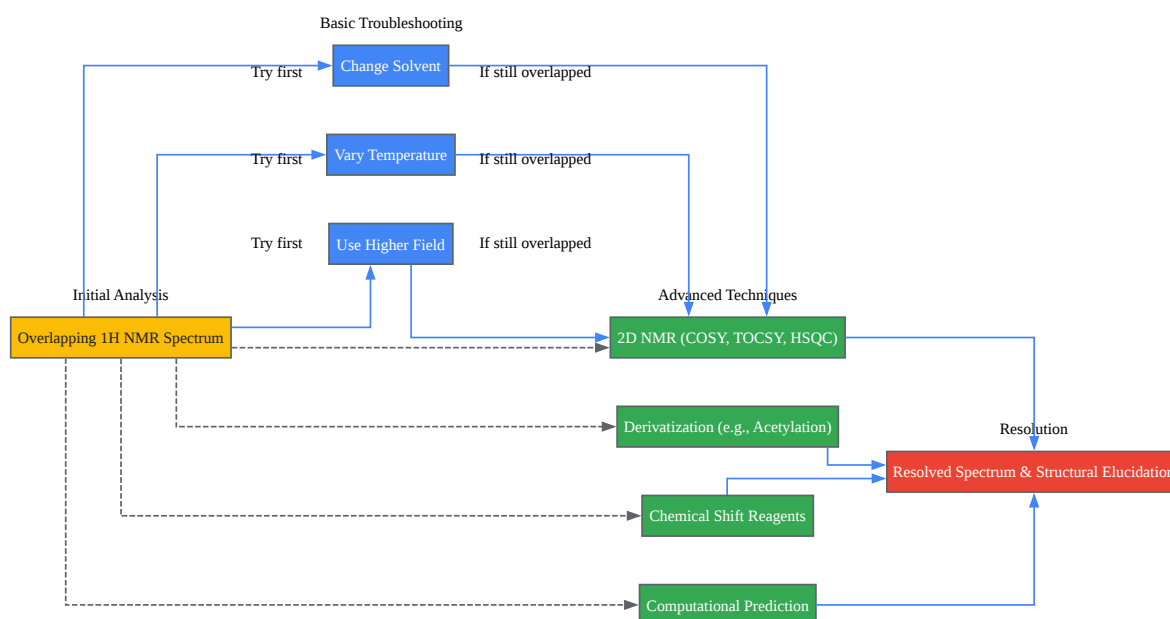 Basic Troubleshooting
Try first
Change Solvent
If still overlapped
Try first
Vary Temperature
If still overlapped
Try first
Use Higher Field
If still overlapped
Initial Analysis
Overlapping 1H NMR Spectrum
Advanced Techniques
2D NMR (COSY, TOCSY, HSQC)
Derivatization (e.g., Acetylation)
Resolution
Resolved Spectrum & Structural Elucidation
Chemical Shift Reagents
Computational Prediction